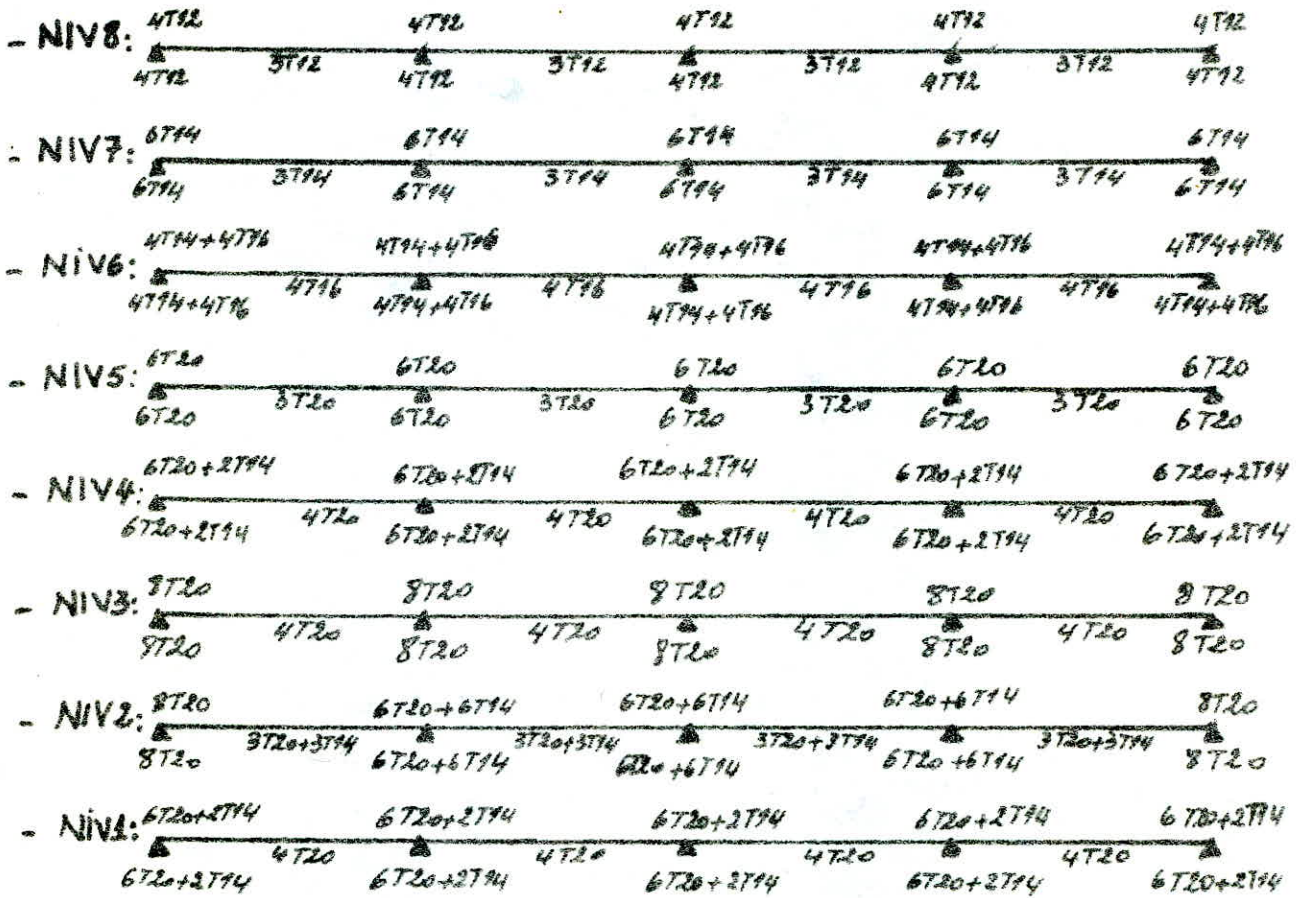 4T12 4T12 4T12 4T12 4T12
- NIV8:
3T12 3T12 3T12 3T12
4T12 4T12 4T12 4T12 4T12
6T14 6T14 6T14 6T14 6T14
- NIV7:
3T14 3T14 3T14 3T14
6T14 6T14 6T14 6T14 6T14
4T14+4T16 4T14+4T16 4T14+4T16 4T14+4T16 4T14+4T16
- NiV6:
4T16 4T16 4T16 4T16
4T14+4T16 4T14+4T16 4T14+4T16 4T14+4T16 4T14+4T16
6T20 6T20 6T20 6T20 6T20
- NIV5:
3T20 3T20 3T20 3T20
6T20 6T20 6T20 6T20 6T20
6T20+2T14 6T20+2T14 6T20+2T14 6T20+2T14 6T20+2T14
- NIV4:
4T20 4T20 4T20 4T20
6T20+2T14 6T20+2T14 6T20+2T14 6T20+2T14 6T20+2T14
8T20 8T20 8T20 8T20 8T20
- NIV3:
4T20 4T20 4T20 4T20
8T20 8T20 8T20 8T20 8T20
8T20 6T20+6T14 6T20+6T14 6T20+6T14 8T20
- NIV2:
3T20+3T14 3T20+3T14 3T20+3T14 3T20+3T14
8T20 6T20+6T14 6T20+6T14 6T20+6T14 8T20
6T20+2T14 6T20+2T14 6T20+2T14 6T20+2T14 6T20+2T14
- NiV1:
4T20 4T20 4T20 4T20
6T20+2T14 6T20+2T14 6T20+2T14 6T20+2T14 6T20+2T14